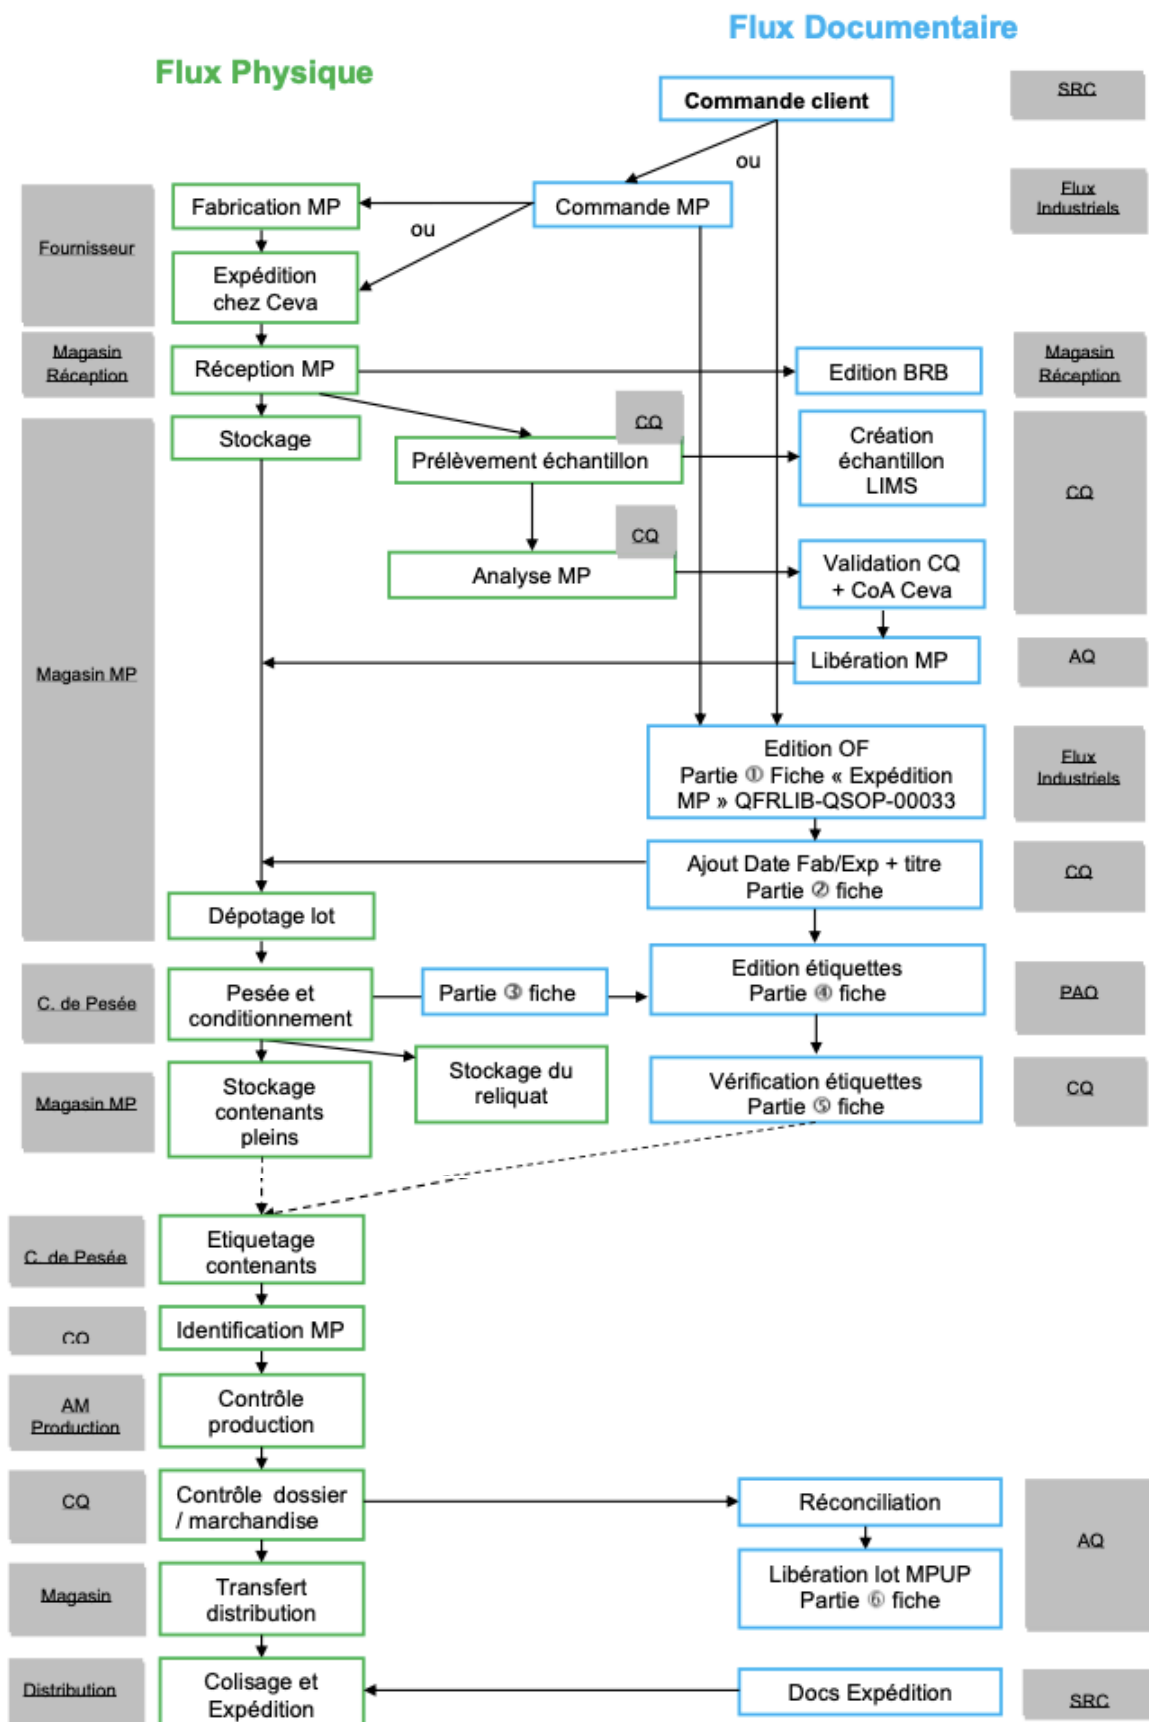 Flux Documentaire
Flux Physique
Commande client
SRC
ou
Fabrication MP
Commande MP
Flux
Industriels
ou
Fournisseur
Expédition
chez Ceva
Magasin
Réception
Réception MP
Edition BRB
Magasin
Réception
Stockage
CQ
Prélèvement échantillon
Création
échantillon
LIMS
CQ
CQ
Analyse MP
Validation CQ
+ CoA Ceva
Magasin MP
Libération MP
AQ
Edition OF
Partie ① Fiche « Expédition
MP » QFRLIB-QSOP-00033
Flux
Industriels
Ajout Date Fab/Exp + titre
Partie ② fiche
CQ
Dépotage lot
C. de Pesée
Pesée et
conditionnement
Partie ③ fiche
Edition étiquettes
Partie ④ fiche
PAO
Magasin MP
Stockage
contenants
pleins
Stockage du
reliquat
Vérification étiquettes
Partie ⑤ fiche
CQ
C. de Pesée
Etiquetage
contenants
CQ
Identification MP
AM
Production
Contrôle
production
CQ
Contrôle dossier
/ marchandise
Réconciliation
AQ
Magasin
Transfert
distribution
Libération lot MPUP
Partie ⑥ fiche
Distribution
Colisage et
Expédition
Docs Expédition
SRC